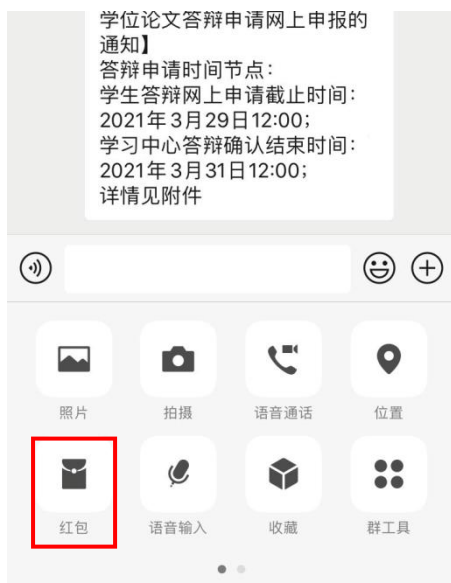 学位论文答辩申请网上申报的
通知】
答辩申请时间节点：
学生答辩网上申请截止时间：
2021年3月29日12:00；
学习中心答辩确认结束时间：
2021年3月31日12:00；
详情见附件
照片
拍摄
语音通话
位置
红包
语音输入
收藏
群工具